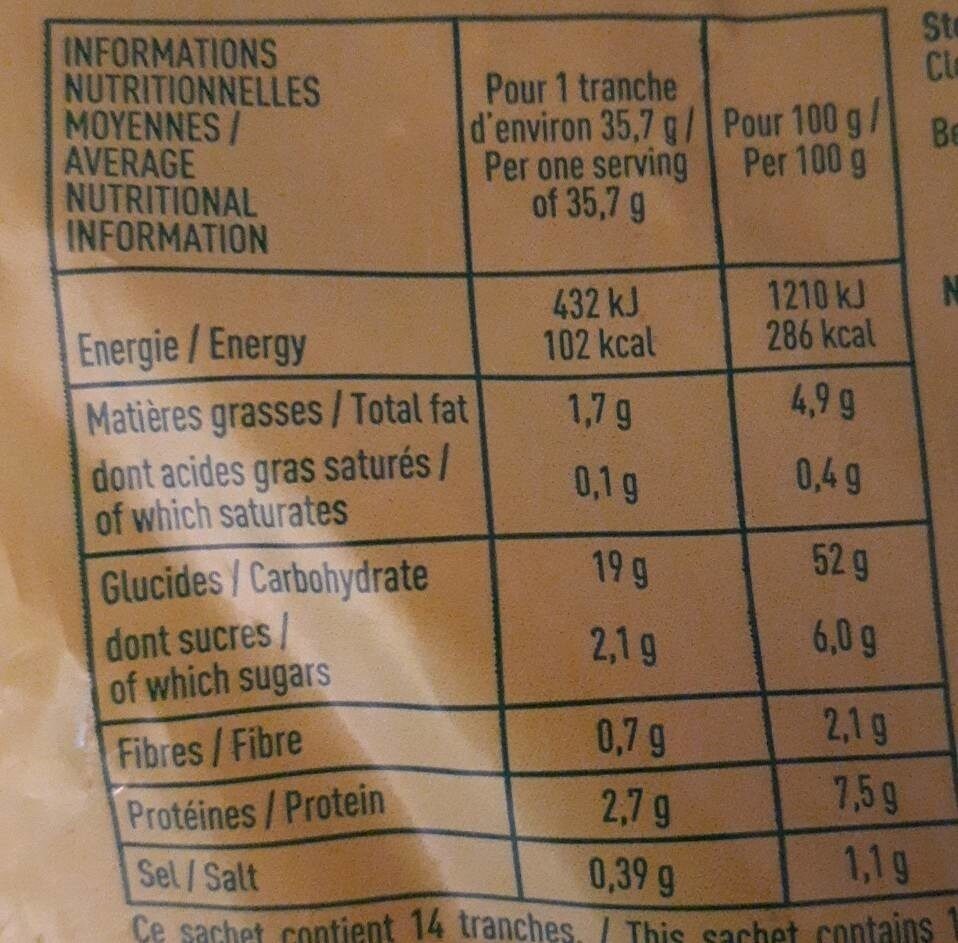 INFORMATIONS
NUTRITIONNELLES
MOYENNES /
AVERAGE
NUTRITIONAL
INFORMATION
Pour 1 tranche
d'environ 35,7 g /
Per one serving
of 35,7 g
Pour 100 g /
Per 100 g
Energie / Energy
432 kJ
102 kcal
1210 kJ
286 kcal
Matières grasses / Total fat
1,7 g
4,9 g
dont acides gras saturés /
of which saturates
0,1 g
0,4 g
Glucides / Carbohydrate
19 g
52 g
dont sucres /
of which sugars
2,1 g
6,0 g
Fibres / Fibre
0,7 g
2,1 g
Protéines / Protein
2,7 g
7,5 g
Sel / Salt
0,39 g
1,1 g
Ce sachet contient 14 tranches. / This sachet contains